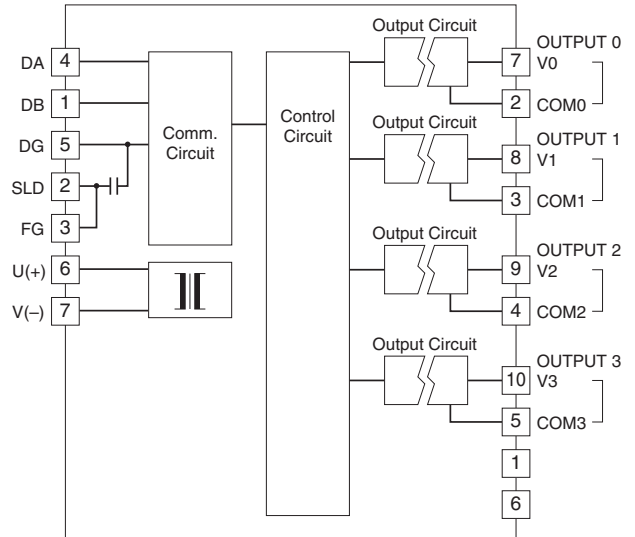 DA 4
DB 1
DG 5
SLD 2
FG 3
U(+) 6
V(–) 7
Comm.
Circuit
Control
Circuit
Output Circuit
OUTPUT 0
7 V0
2 COM0
Output Circuit
OUTPUT 1
8 V1
3 COM1
Output Circuit
OUTPUT 2
9 V2
4 COM2
Output Circuit
OUTPUT 3
10 V3
5 COM3
1
6